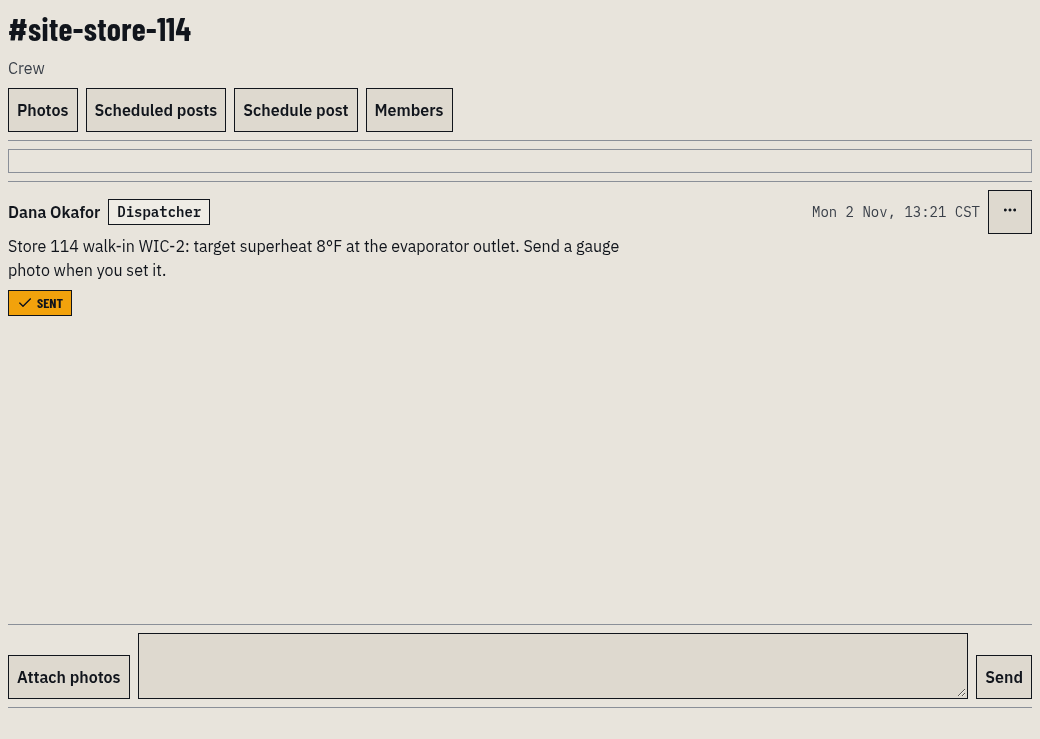 #site-store-114
Crew
Photos
Scheduled posts
Schedule post
Members
Dana Okafor
Dispatcher
Mon 2 Nov, 13:21 CST
···
Store 114 walk-in WIC-2: target superheat 8°F at the evaporator outlet. Send a gauge
photo when you set it.
SENT
Attach photos
Send